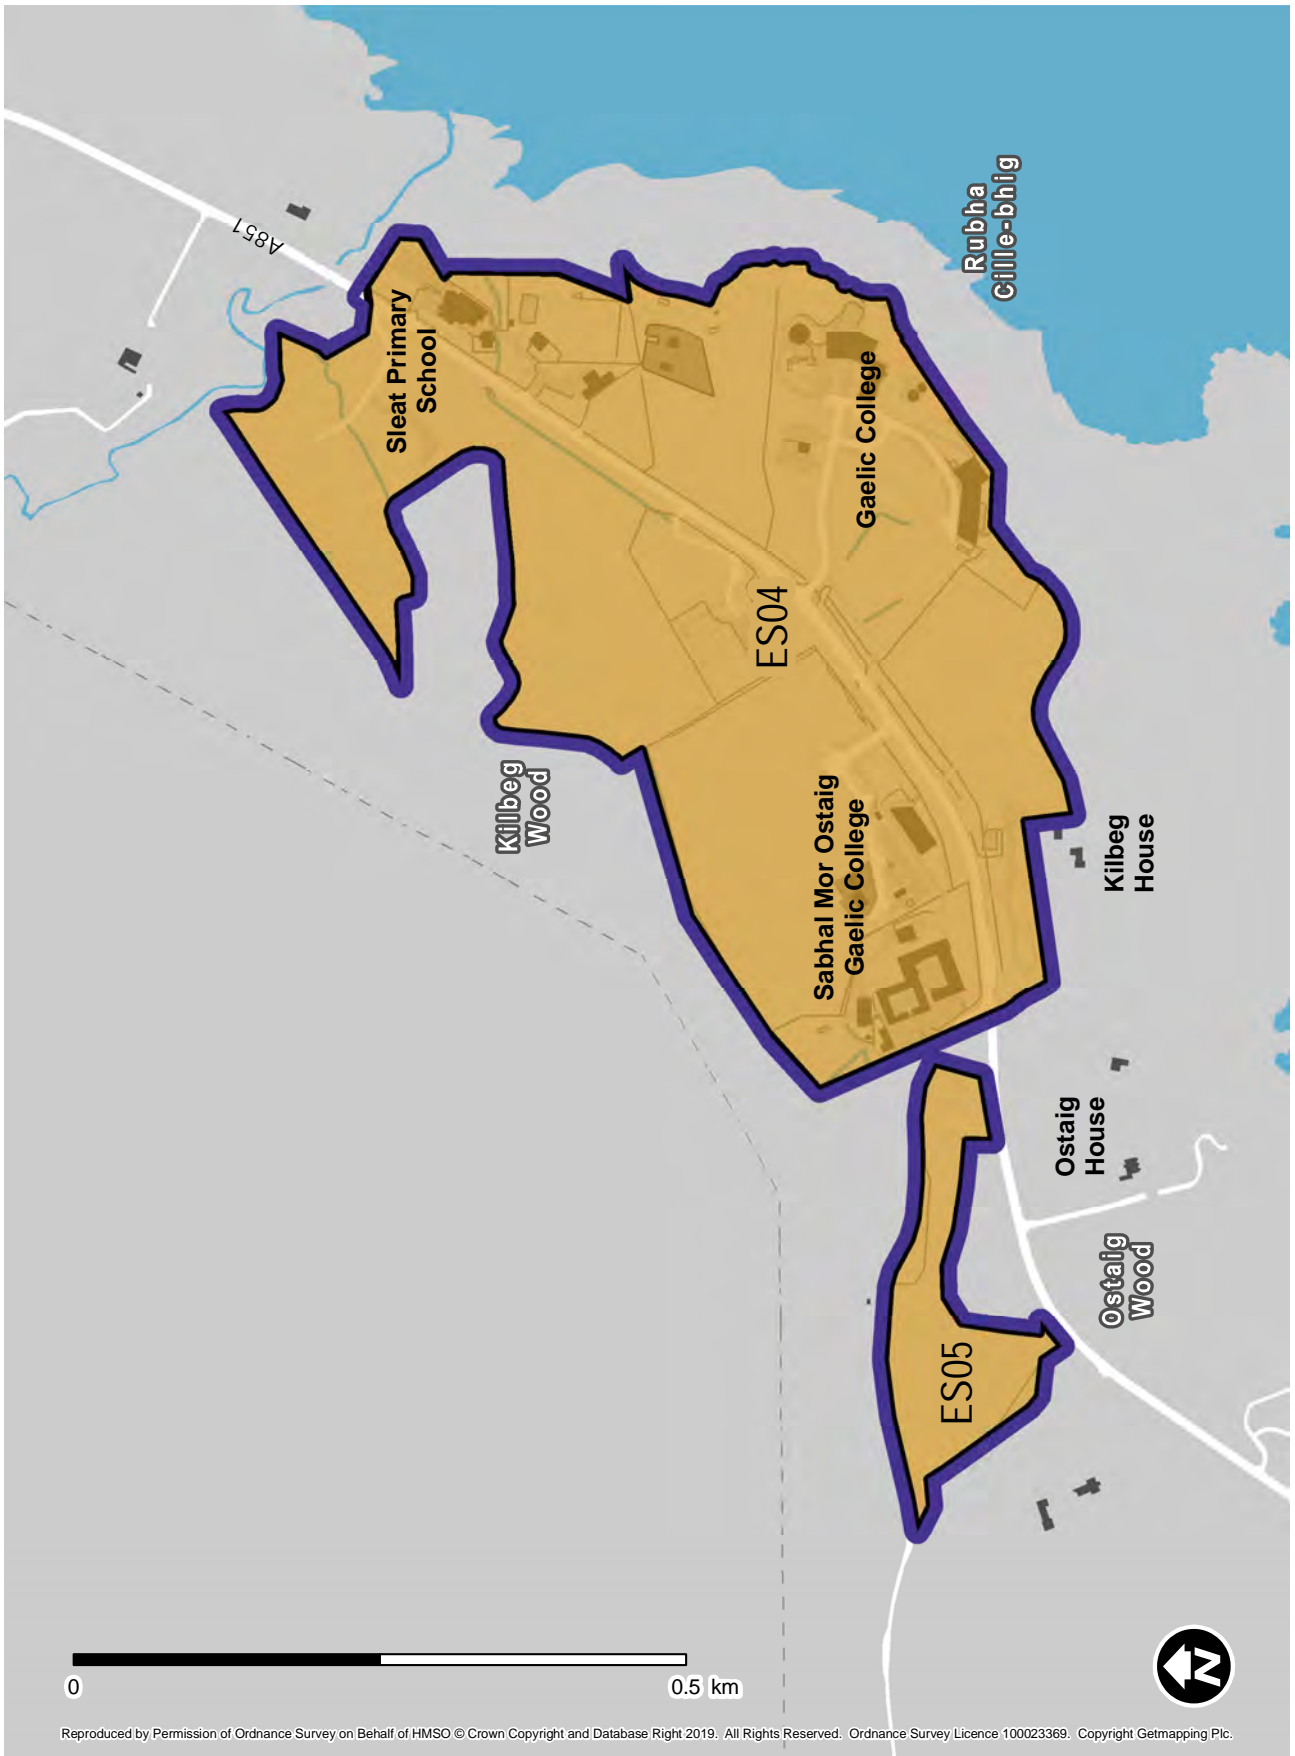 A851
Rubha
Cille-bhig
Sleat Primary
School
Gaelic College
ES04
Kilbeg
Wood
Sabhal Mor Ostaig
Gaelic College
Kilbeg
House
Ostaig
House
Ostaig
Wood
ES05
0
0.5 km
N
Reproduced by Permission of Ordnance Survey on Behalf of HMSO © Crown Copyright and Database Right 2019. All Rights Reserved. Ordnance Survey Licence 100023369. Copyright Getmapping Plc.